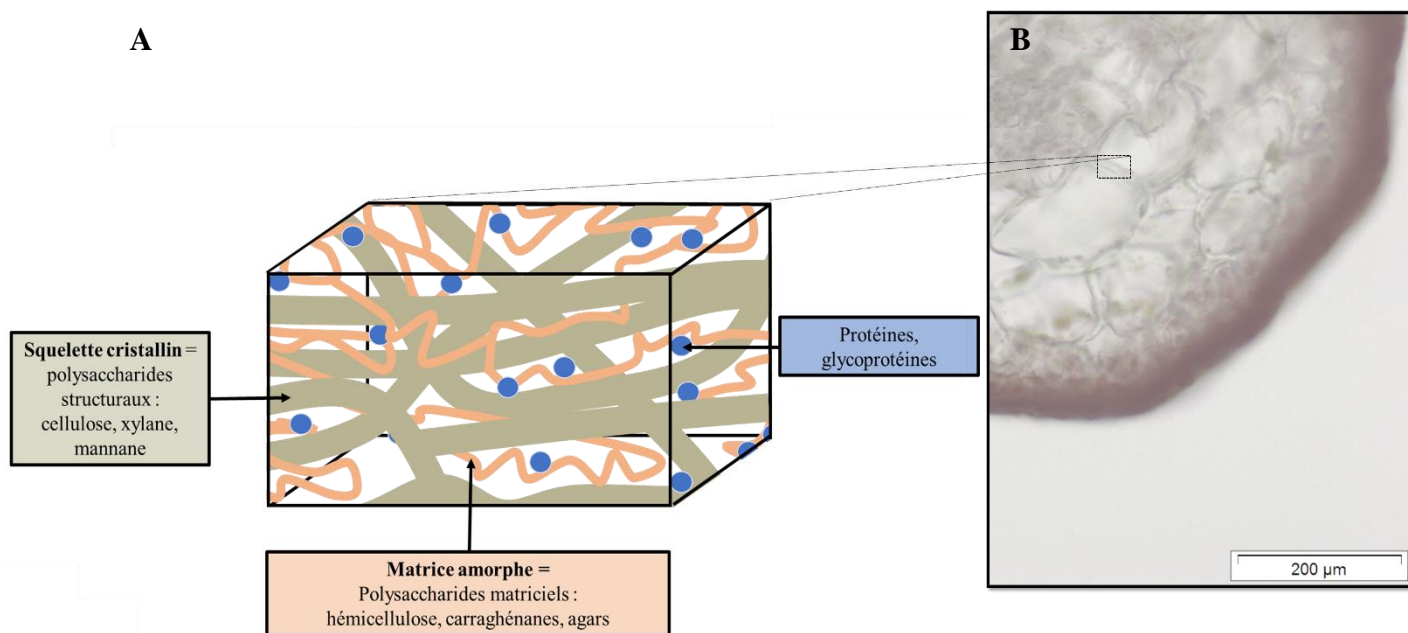 A
B
Squelette cristallin =
polysaccharides
structuraux :
cellulose, xylane,
mannane
Protéines,
glycoprotéines
200 µm
Matrice amorphe =
Polysaccharides matriciels :
hémicellulose, carraghénanes, agars